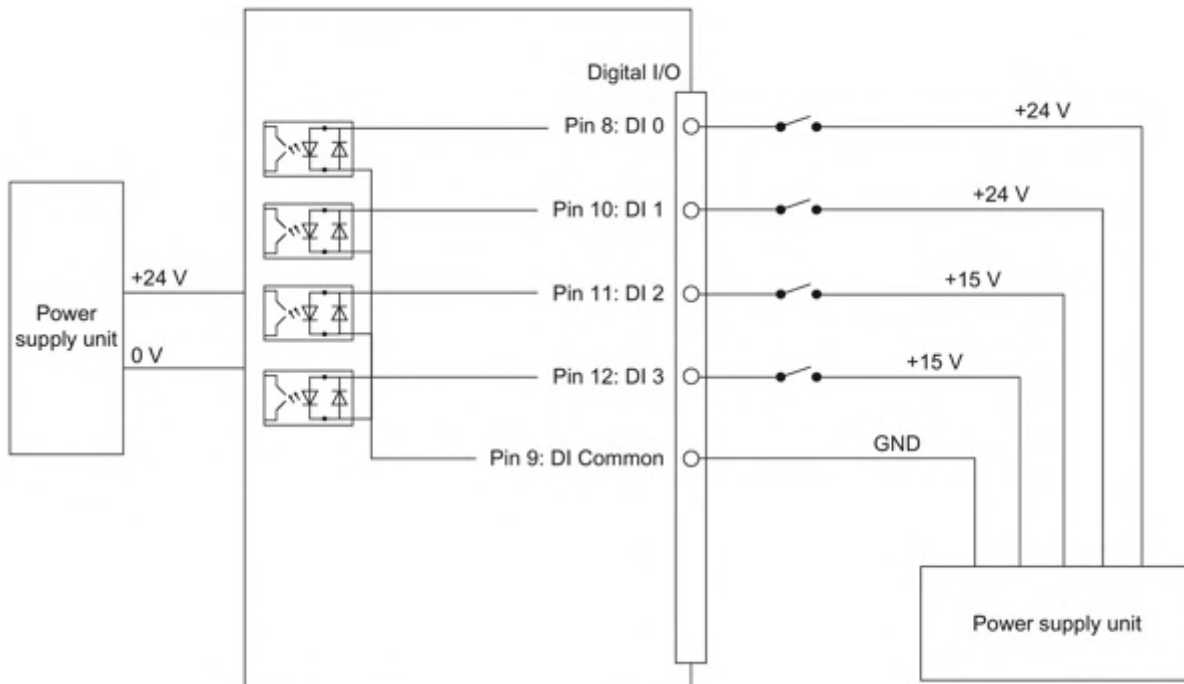 Digital I/O
Pin 8: DI 0
+24 V
Pin 10: DI 1
+24 V
+24 V
Pin 11: DI 2
+15 V
Power
supply unit
0 V
Pin 12: DI 3
+15 V
Pin 9: DI Common
GND
Power supply unit